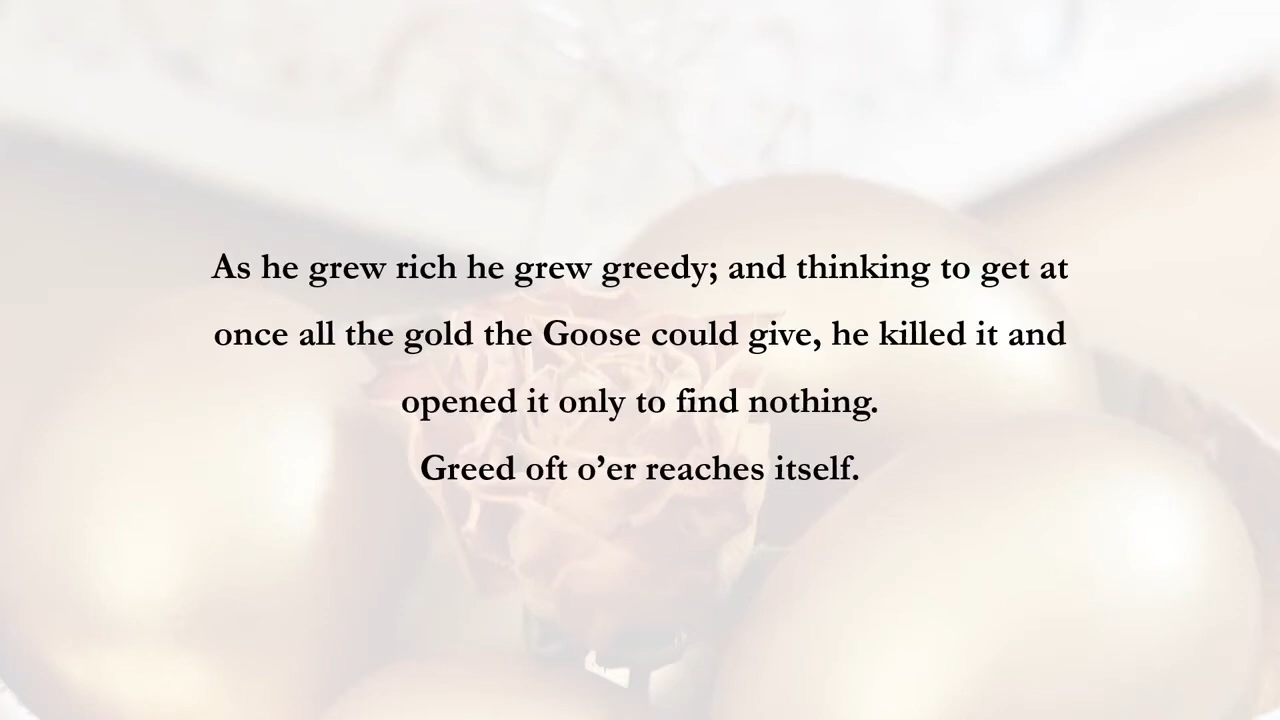 As he grew rich he grew greedy; and thinking to get at
once all the gold the Goose could give, he killed it and
opened it only to find nothing.
Greed oft o’er reaches itself.